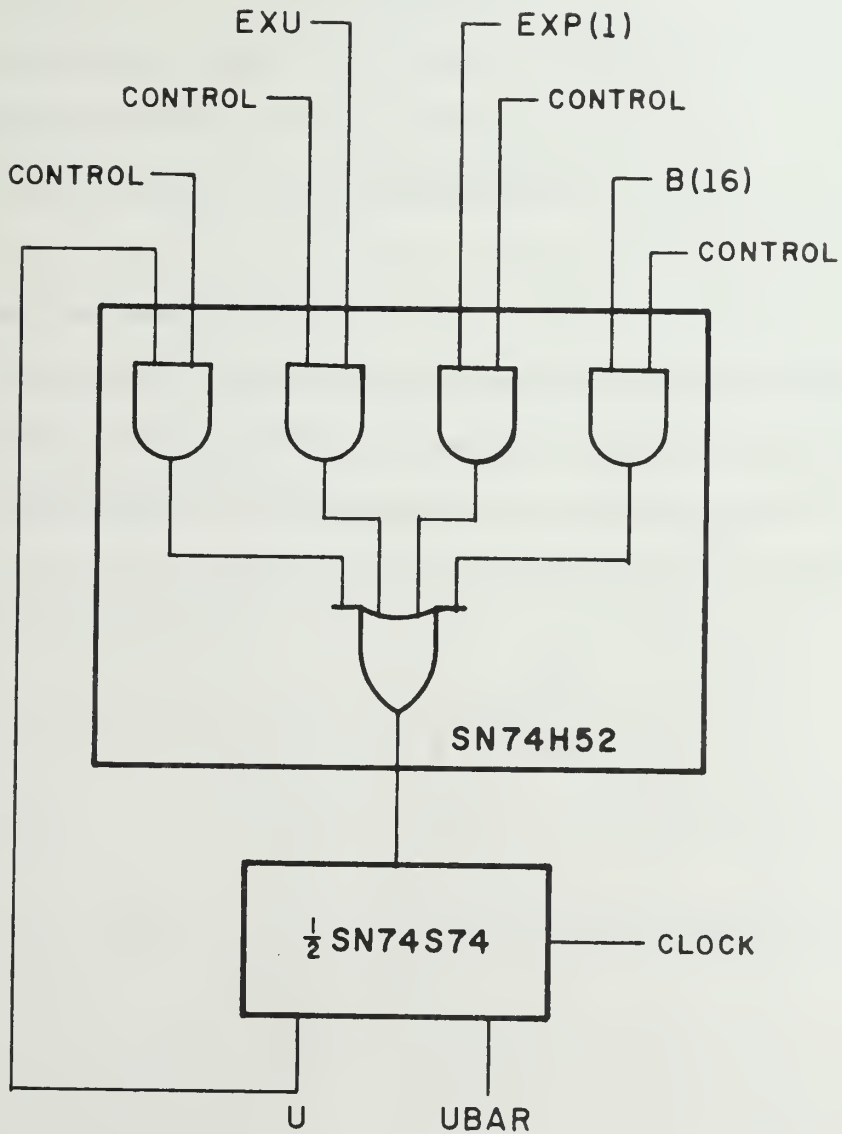 EXU
EXP(1)
CONTROL
CONTROL
CONTROL
B(16)
CONTROL
SN74H52
½ SN74S74
CLOCK
U
UBAR